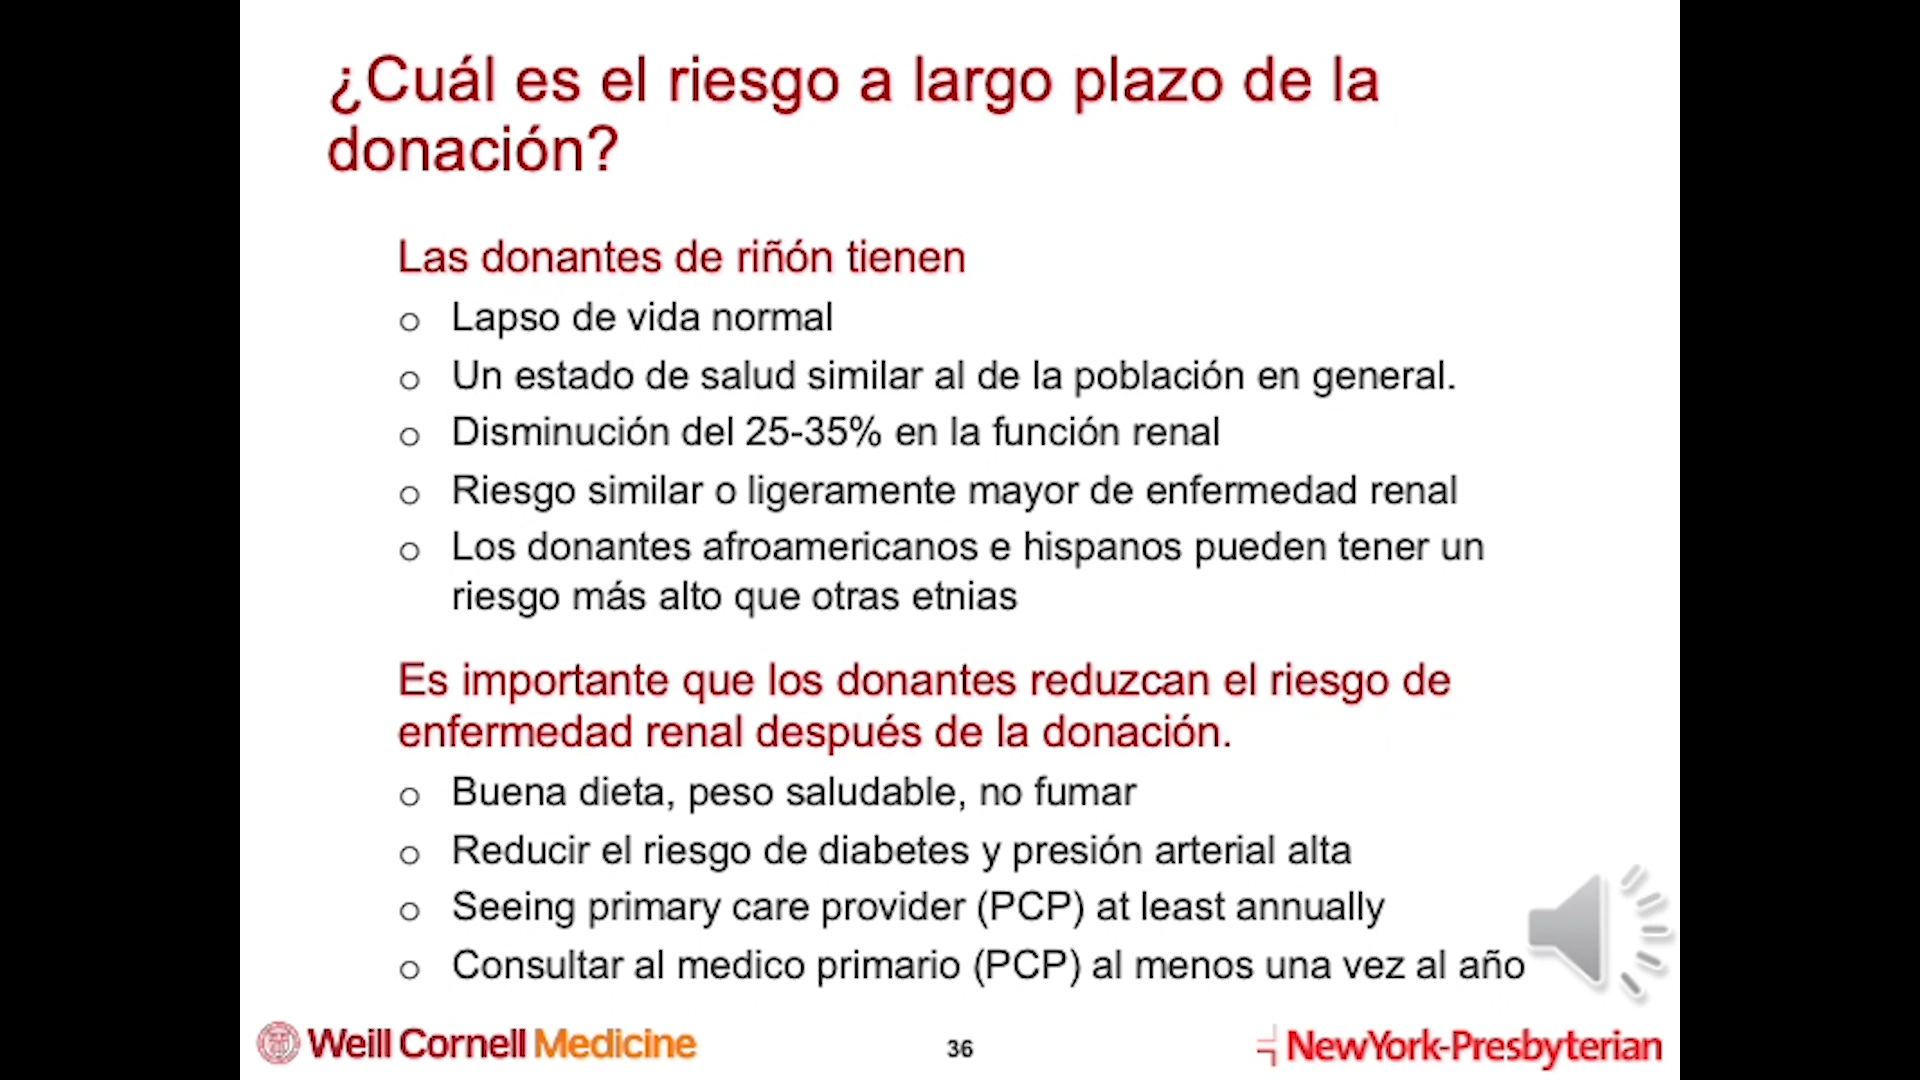 ¿Cuál es el riesgo a largo plazo de la
donación?
Las donantes de riñón tienen
o Lapso de vida normal
o Un estado de salud similar al de la población en general.
o Disminución del 25-35% en la función renal
o Riesgo similar o ligeramente mayor de enfermedad renal
o Los donantes afroamericanos e hispanos pueden tener un
riesgo más alto que otras etnias
Es importante que los donantes reduzcan el riesgo de
enfermedad renal después de la donación.
o Buena dieta, peso saludable, no fumar
o Reducir el riesgo de diabetes y presión arterial alta
o Seeing primary care provider (PCP) at least annually
o Consultar al medico primario (PCP) al menos una vez al año
Weill Cornell Medicine
36
NewYork-Presbyterian